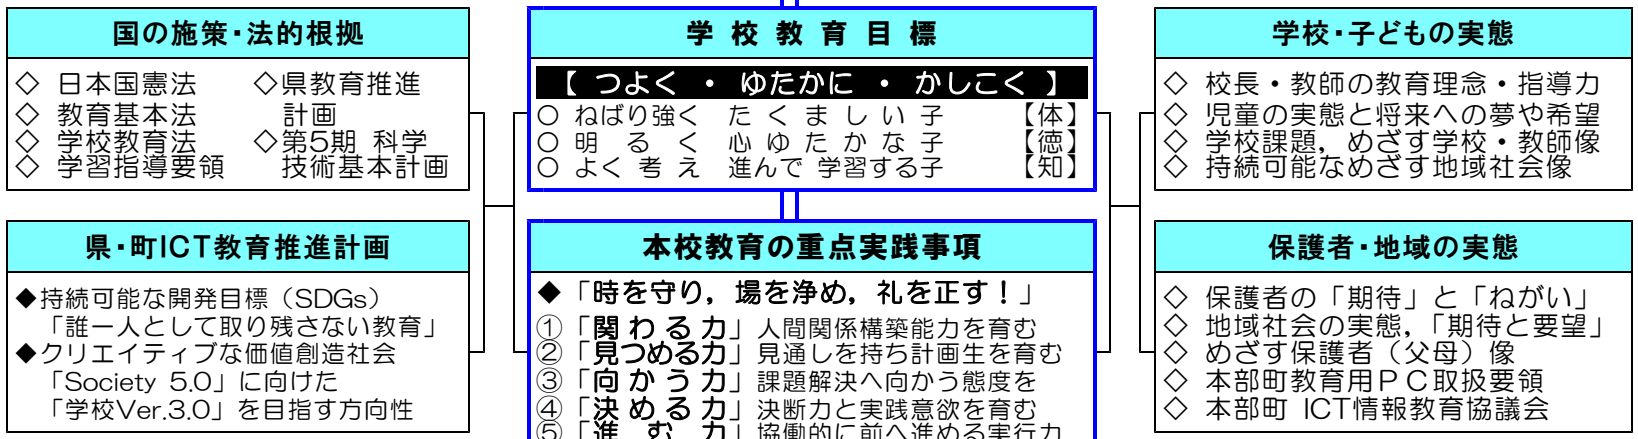 国の施策・法的根拠
◇ 日本国憲法 ◇県教育推進
◇ 教育基本法 計画
◇ 学校教育法 ◇第5期 科学
◇ 学習指導要領 技術基本計画
県・町ICT教育推進計画
◆持続可能な開発目標（SDGs）
「誰一人として取り残さない教育」
◆クリエイティブな価値創造社会
「Society 5.0」に向けた
「学校Ver.3.0」を目指す方向性
学 校 教 育 目 標
【 つよく ・ ゆたかに ・ かしこく 】
○ ねばり強く た く ま し い 子 【体】
○ 明 る く 心 ゆ た か な 子 【徳】
○ よく 考 え 進んで 学習する子 【知】
本校教育の重点実践事項
◆「時を守り，場を浄め，礼を正す！」
①「関 わ る 力」人間関係構築能力を育む
②「見つめる力」見通しを持ち計画生を育む
③「向 か う 力」課題解決へ向かう態度を
④「決 め る 力」決断力と実践意欲を育む
⑤「進 む 力」協働的に前へ進める実行力
学校・子どもの実態
◇ 校長・教師の教育理念・指導力
◇ 児童の実態と将来への夢や希望
◇ 学校課題，めざす学校・教師像
◇ 持続可能なめざす地域社会像
保護者・地域の実態
◇ 保護者の「期待」と「ねがい」
◇ 地域社会の実態，「期待と要望」
◇ めざす保護者（父母）像
◇ 本部町教育用ＰＣ取扱要領
◇ 本部町 ICT情報教育協議会